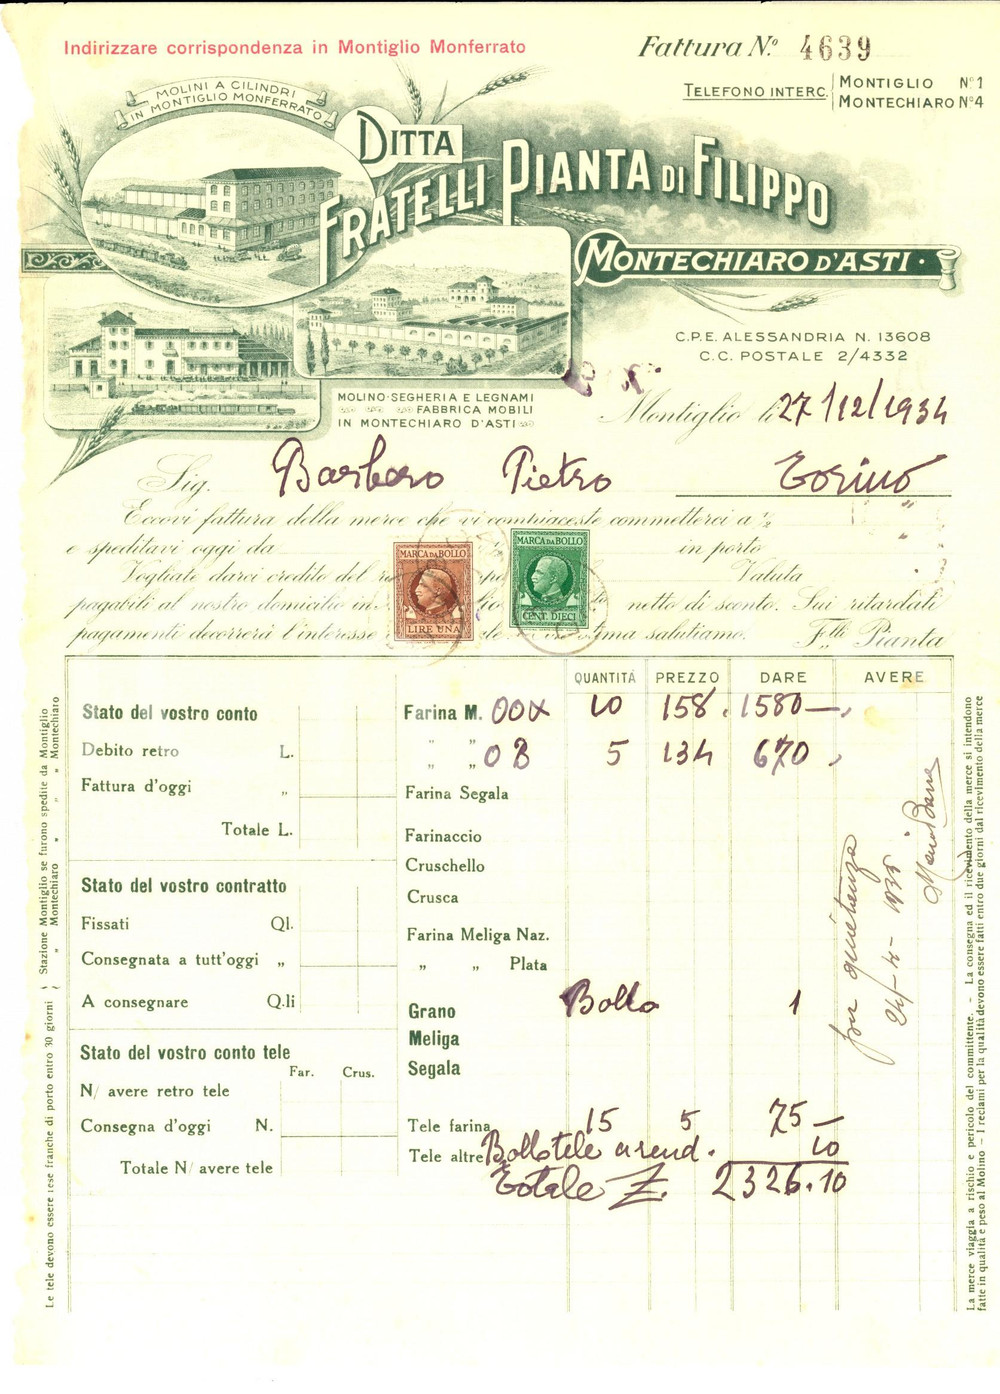 Indirizzare corrispondenza in Montiglio Monferrato
Fattura N.º 4639
TELEFONO INTERC. MONTIGLIO Nº1
MONTECHIARO Nº4
MOLINI A CILINDRI
IN MONTIGLIO MONFERRATO
DITTA
FRATELLI PIANTA DI FILIPPO
MONTECHIARO D'ASTI.
C.P.E. ALESSANDRIA N. 13608
C.C. POSTALE 2/4332
MOLINO-SEGHERIA E LEGNAMI
FABBRICA MOBILI
IN MONTECHIARO D'ASTI
Montiglio li 27/12/1934
Sig. Barbero Pietro Torino
Eccovi fattura della merce che vi compiaceste commetterci a ½ "
e speditavi oggi da in porto "
Vogliate darci credito del Valuta
pagabili al nostro domicilio in netto di sconto. Sui ritardati
pagamenti decorrerà l'interesse stima salutiamo. F.lli Pianta
MARCA DA BOLLO
LIRE UNA
MARCA DA BOLLO
CENT. DIECI
QUANTITÀ PREZZO DARE AVERE
Stato del vostro conto
Debito retro L.
Fattura d'oggi "
Totale L.
Stato del vostro contratto
Fissati Ql.
Consegnata a tutt'oggi "
A consegnare Q.li
Stato del vostro conto tele
Far. Crus.
N/ avere retro tele
Consegna d'oggi N.
Totale N/ avere tele
Farina M. 00X 10 158. 1580 —,
" " 0B 5 134 670,
Farina Segala
Farinaccio
Cruschello
Crusca
Farina Meliga Naz.
" " Plata
Grano Bollo 1
Meliga
Segala
Tele farina 15 5 75 —
Tele altre Bollo tele a rend. 10
Totale £. 2326.10
per quietanza
1935
Le tele devono essere rese franche di porto entro 30 giorni { Stazione Montiglio se furono spedite da Montiglio
" Montechiaro " " " Montechiaro
La merce viaggia a rischio e pericolo del committente. - La consegna ed il ricevimento della merce si intendono
fatte in qualità e peso al Molino - I reclami per la qualità devono essere fatti entro due giorni dal ricevimento della merce